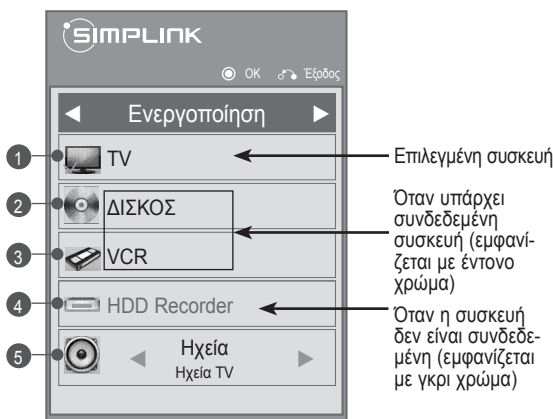 SIMPLINK
OK Έξοδος
◀ Ενεργοποίηση ▶
1 TV
2 ΔΙΣΚΟΣ
3 VCR
4 HDD Recorder
5 ◀ Ηχεία ▶
Ηχεία TV
Επιλεγμένη συσκευή
Όταν υπάρχει
συνδεδεμένη
συσκευή (εμφανί-
ζεται με έντονο
χρώμα)
Όταν η συσκευή
δεν είναι συνδεδε-
μένη (εμφανίζεται
με γκρι χρώμα)